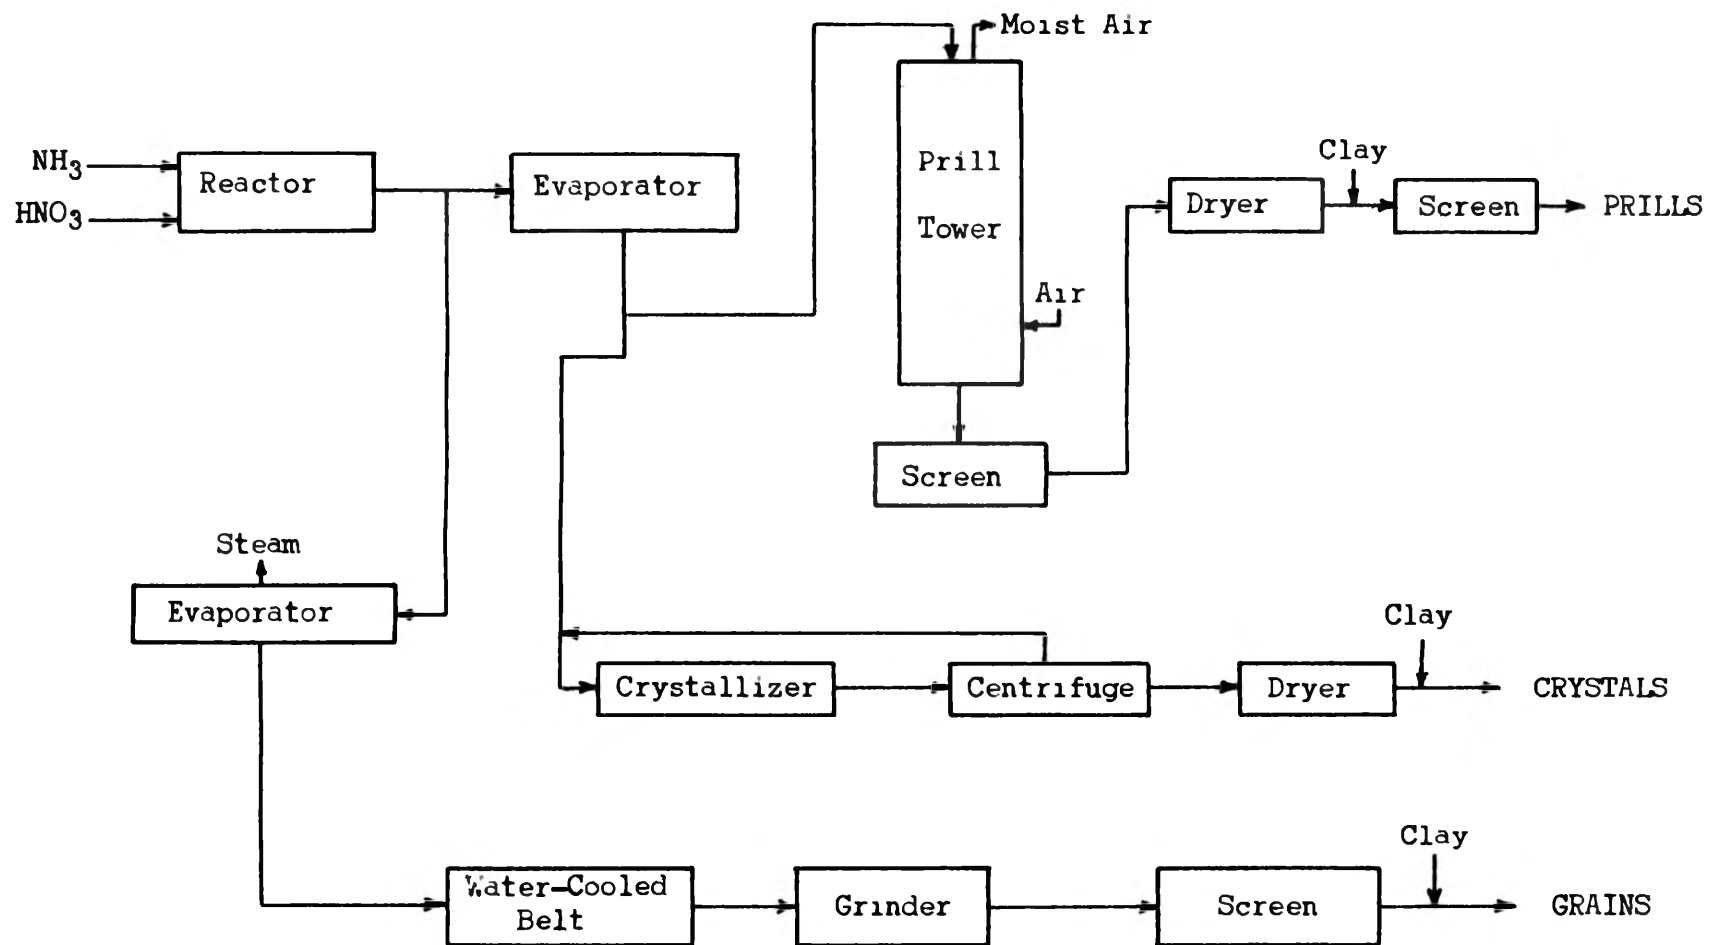 Moist Air
NH3
HNO3
Reactor
Evaporator
Prill
Tower
Air
Clay
Dryer
Screen
PRILLS
Screen
Steam
Evaporator
Clay
Crystallizer
Centrifuge
Dryer
CRYSTALS
Clay
Water-Cooled
Belt
Grinder
Screen
GRAINS